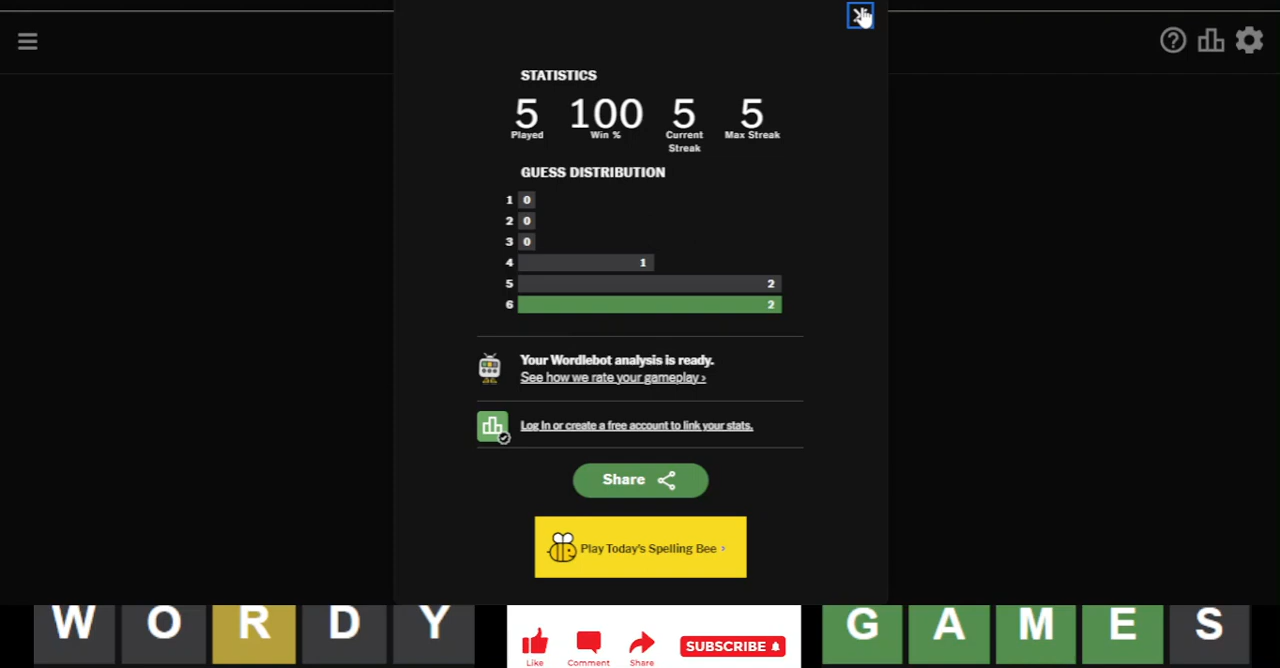 STATISTICS
5 100 5 5
Played Win % Current Streak Max Streak
GUESS DISTRIBUTION
1 0
2 0
3 0
4 1
5 2
6 2
Your Wordlebot analysis is ready.
See how we rate your gameplay ›
Log In or create a free account to link your stats.
Share
Play Today's Spelling Bee ›
W O R D Y
Like Comment Share
SUBSCRIBE
G A M E S